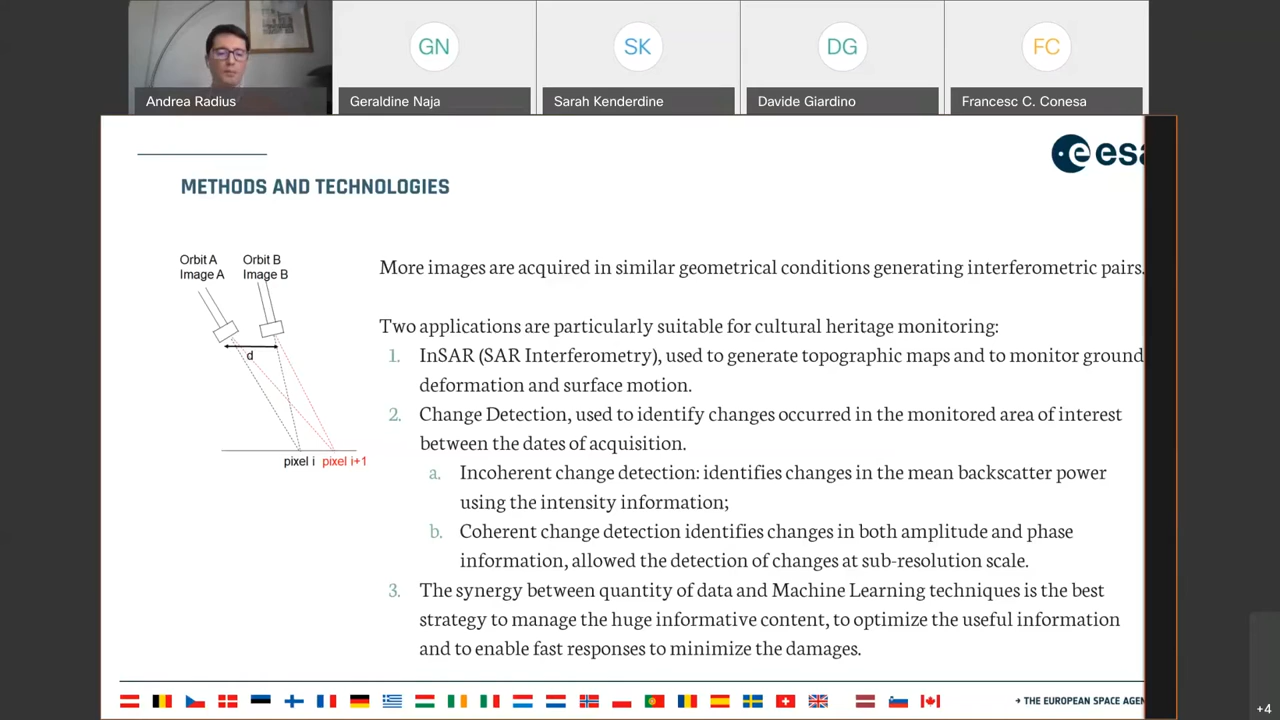 GN
SK
DG
FC
Andrea Radius
Geraldine Naja
Sarah Kenderdine
Davide Giardino
Francesc C. Conesa
esa
METHODS AND TECHNOLOGIES
Orbit A
Image A
Orbit B
Image B
d
pixel i
pixel i+1
More images are acquired in similar geometrical conditions generating interferometric pairs.
Two applications are particularly suitable for cultural heritage monitoring:
1. InSAR (SAR Interferometry), used to generate topographic maps and to monitor ground
deformation and surface motion.
2. Change Detection, used to identify changes occurred in the monitored area of interest
between the dates of acquisition.
a. Incoherent change detection: identifies changes in the mean backscatter power
using the intensity information;
b. Coherent change detection identifies changes in both amplitude and phase
information, allowed the detection of changes at sub-resolution scale.
3. The synergy between quantity of data and Machine Learning techniques is the best
strategy to manage the huge informative content, to optimize the useful information
and to enable fast responses to minimize the damages.
→ THE EUROPEAN SPACE AGEN
+4